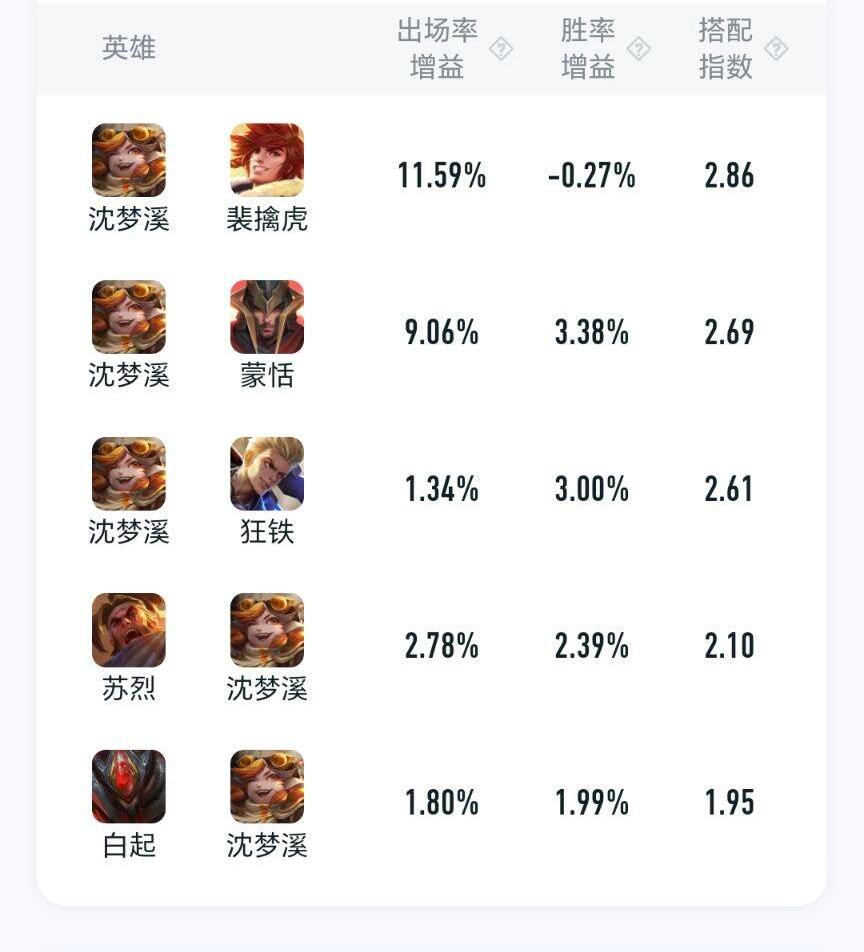 英雄 出场率增益 ? 胜率增益 ? 搭配指数 ?
沈梦溪 裴擒虎 11.59% -0.27% 2.86
沈梦溪 蒙恬 9.06% 3.38% 2.69
沈梦溪 狂铁 1.34% 3.00% 2.61
苏烈 沈梦溪 2.78% 2.39% 2.10
白起 沈梦溪 1.80% 1.99% 1.95